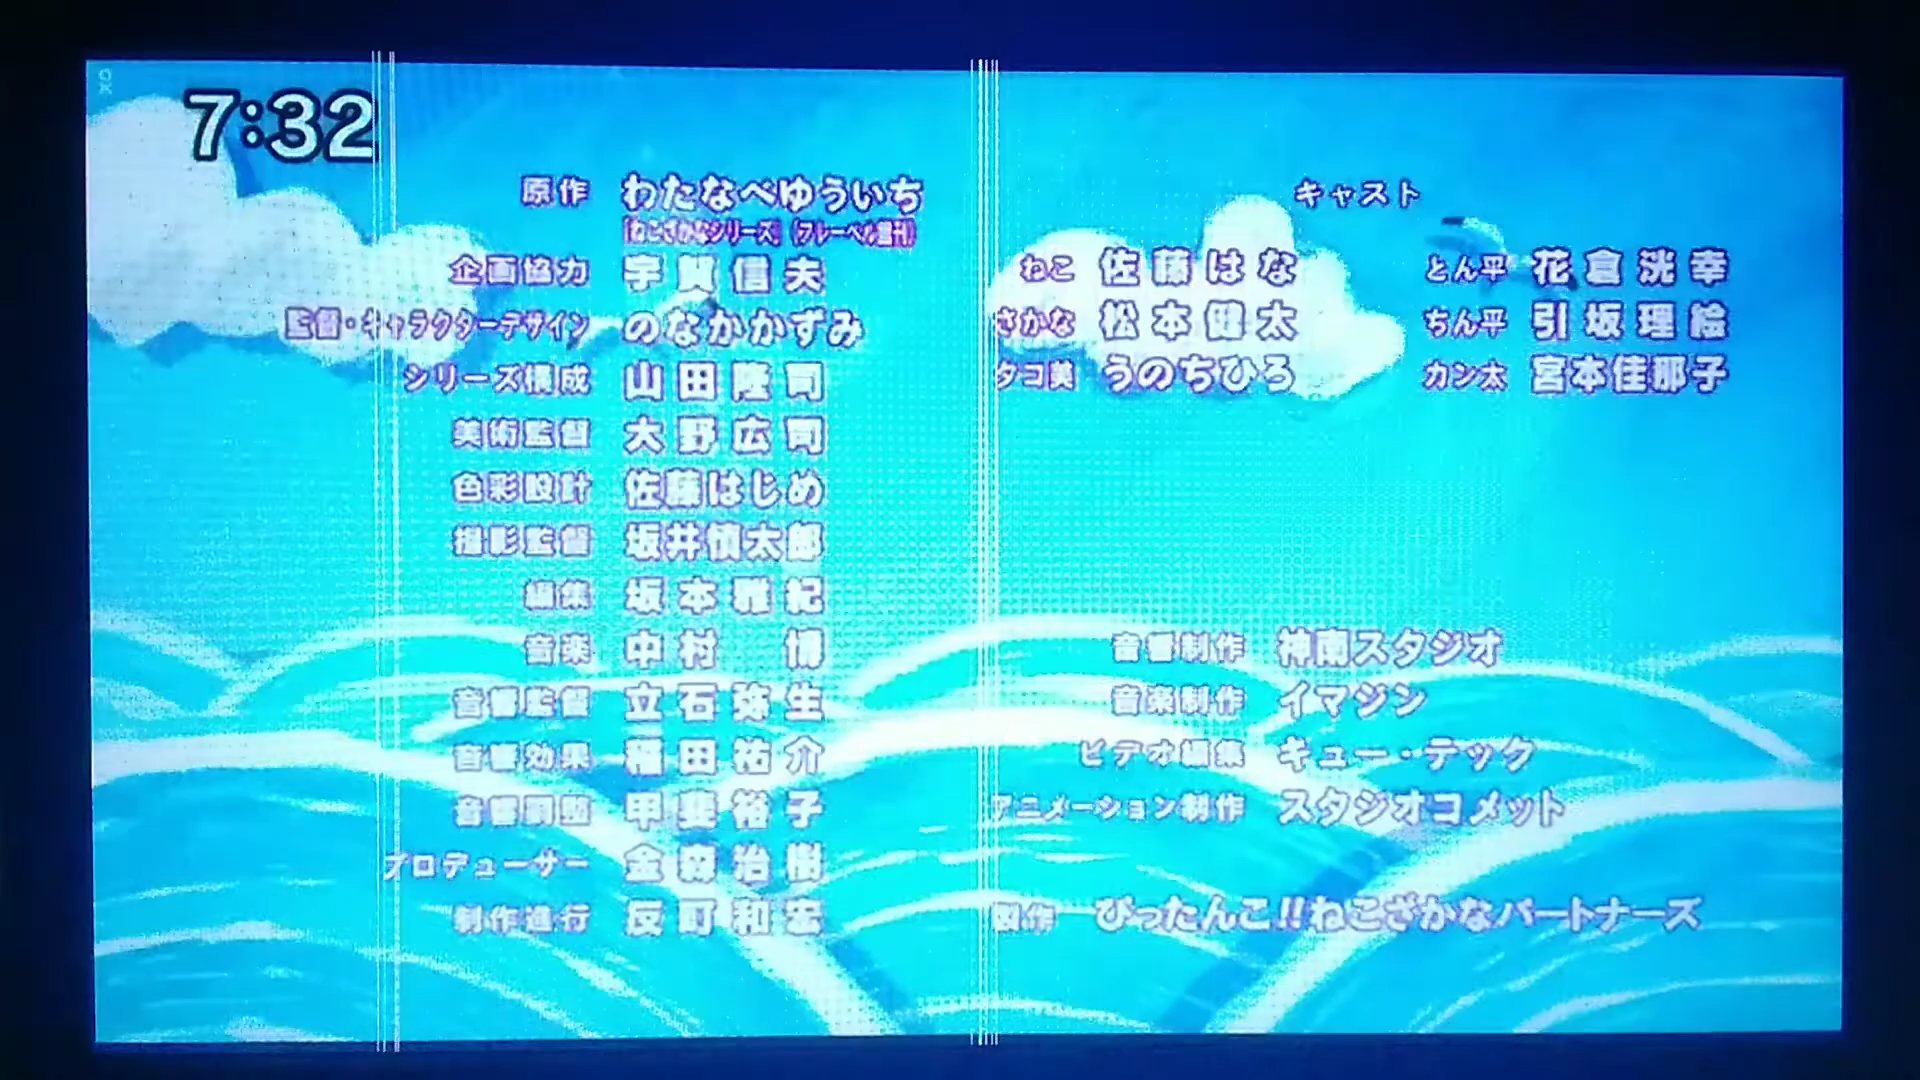 7:32
原作 わたなべゆういち
「ねこざかなシリーズ」(フレーベル館刊)
企画協力 宇賀信夫
監督・キャラクターデザイン のなかかずみ
シリーズ構成 山田隆司
美術監督 大野広司
色彩設計 佐藤はじめ
撮影監督 坂井慎太郎
編集 坂本雅紀
音楽 中村 博
音響監督 立石弥生
音響効果 稲田祐介
音響調整 甲斐裕子
プロデューサー 金森治樹
制作進行 反町和宏
キャスト
ねこ 佐藤はな とん平 花倉洸幸
さかな 松本健太 ちん平 引坂理絵
タコ美 うのちひろ カン太 宮本佳那子
音響制作 神南スタジオ
音楽制作 イマジン
ビデオ編集 キュー・テック
アニメーション制作 スタジオコメット
製作 ぴったんこ!!ねこざかなパートナーズ